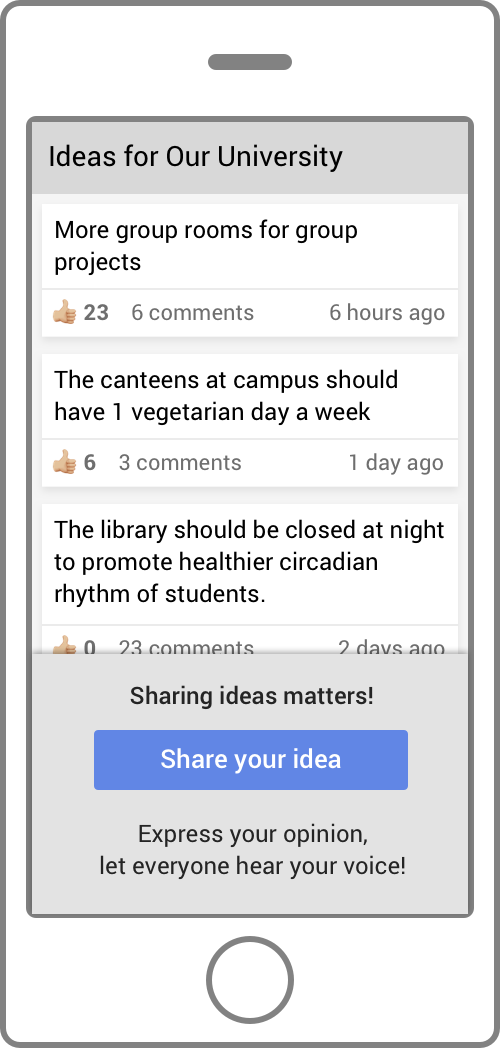 Ideas for Our University
More group rooms for group
projects
23 6 comments 6 hours ago
The canteens at campus should
have 1 vegetarian day a week
6 3 comments 1 day ago
The library should be closed at night
to promote healthier circadian
rhythm of students.
0 23 comments 2 days ago
Sharing ideas matters!
Share your idea
Express your opinion,
let everyone hear your voice!